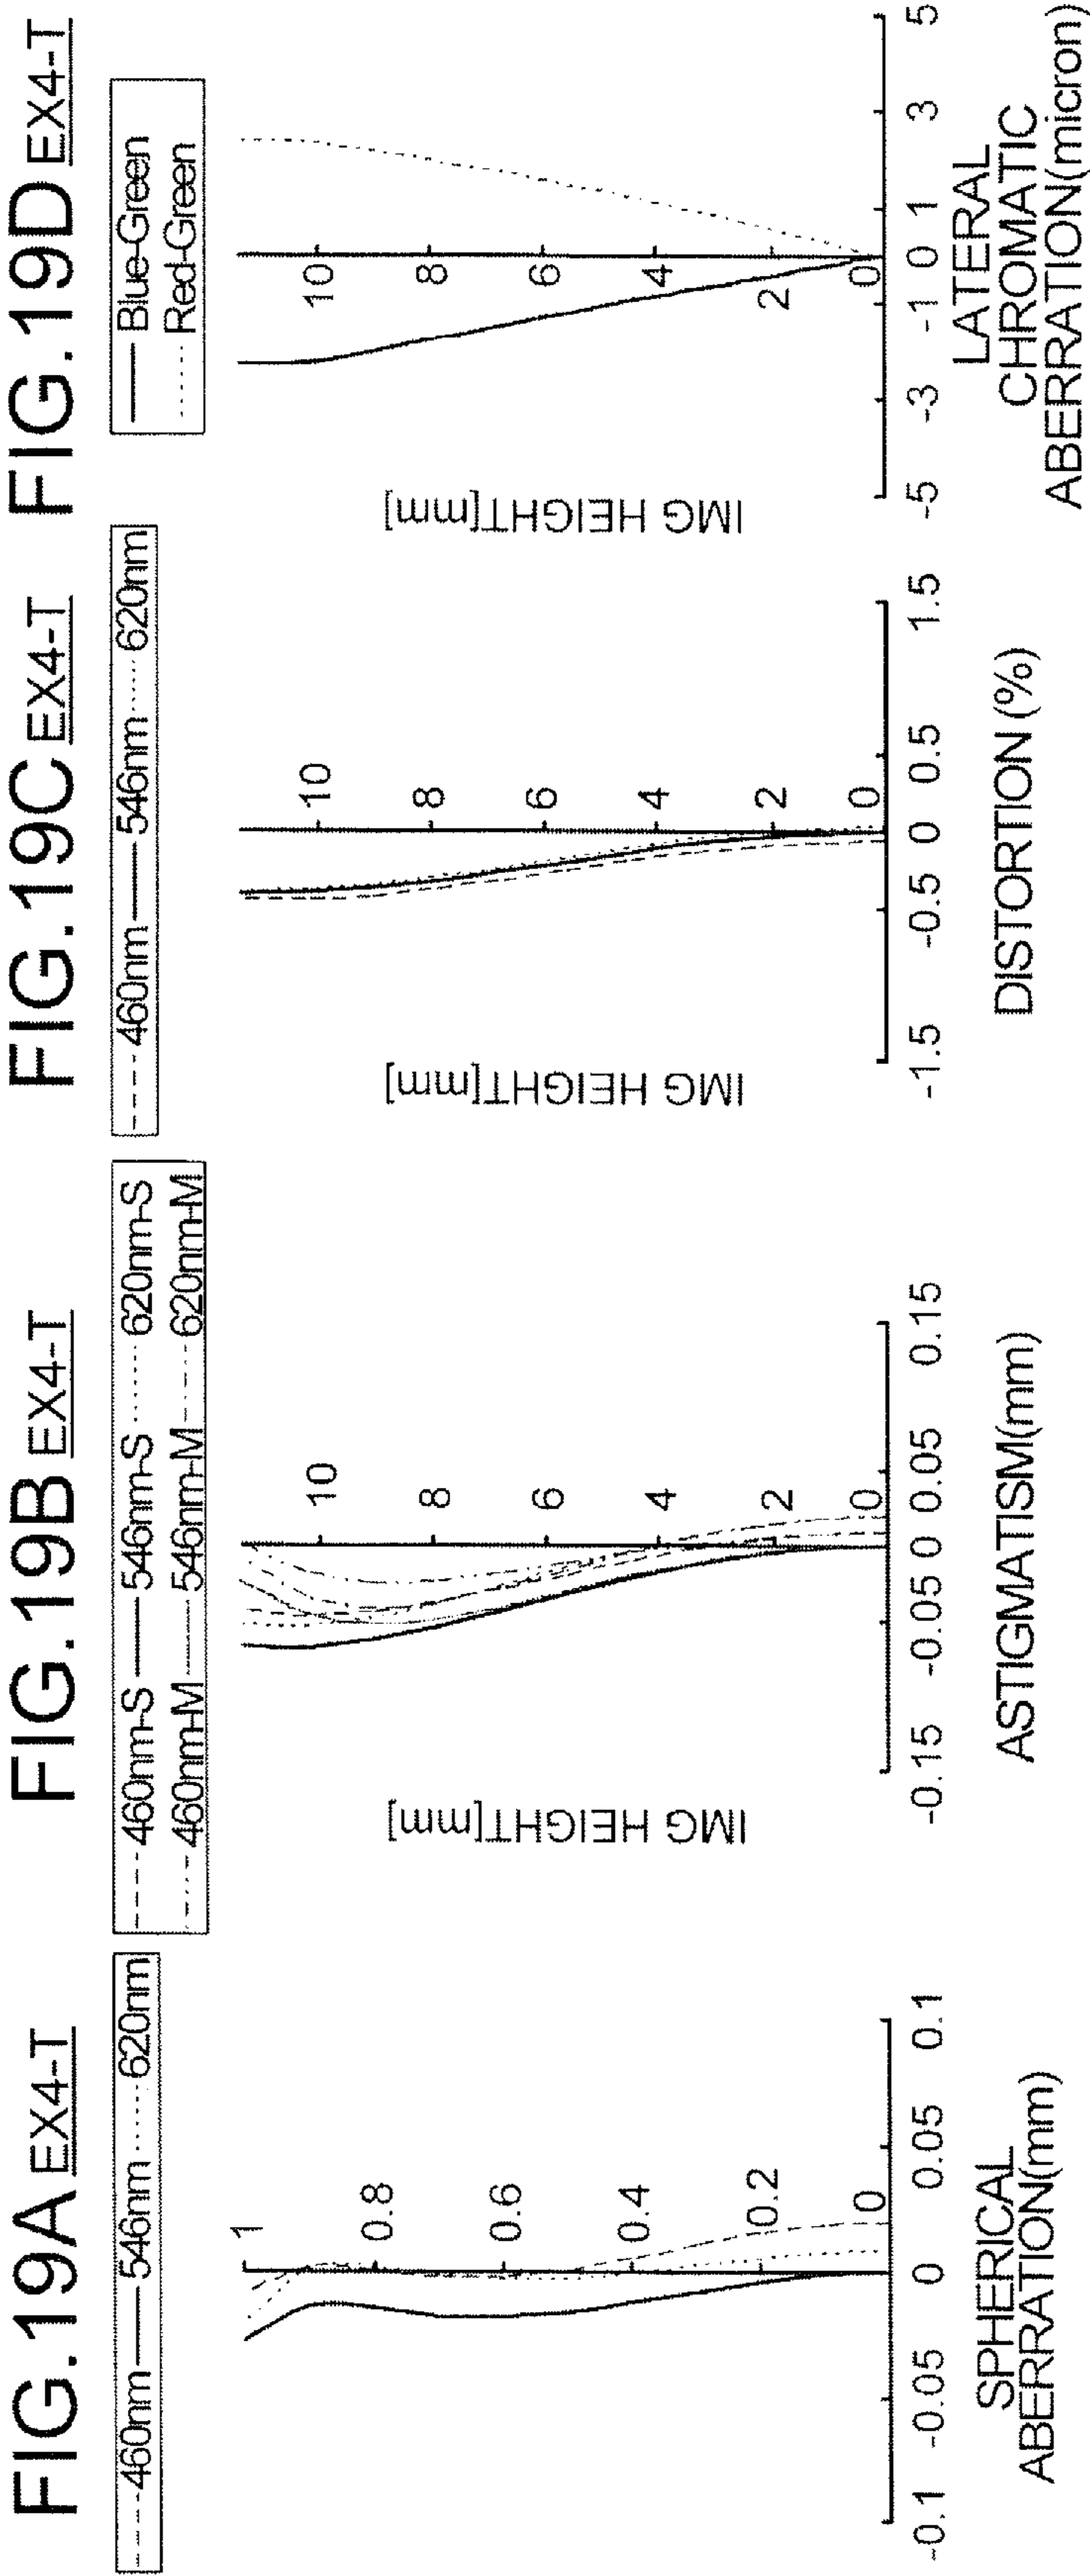 FIG.19A EX4-T
460nm 546nm 620nm
1
0.8
0.6
0.4
0.2
0
-0.1 -0.05 0 0.05 0.1
SPHERICAL
ABERRATION(mm)
FIG.19B EX4-T
460nm-S 546nm-S 620nm-S
460nm-M 546nm-M 620nm-M
IMG HEIGHT[mm]
10
8
6
4
2
0
-0.15 -0.05 0 0.05 0.15
ASTIGMATISM(mm)
FIG.19C EX4-T
460nm 546nm 620nm
IMG HEIGHT[mm]
10
8
6
4
2
0
-1.5 -0.5 0 0.5 1.5
DISTORTION (%)
FIG.19D EX4-T
Blue-Green
Red-Green
IMG HEIGHT[mm]
10
8
6
4
2
0
-5 -3 -1 0 1 3 5
LATERAL
CHROMATIC
ABERRATION(micron)